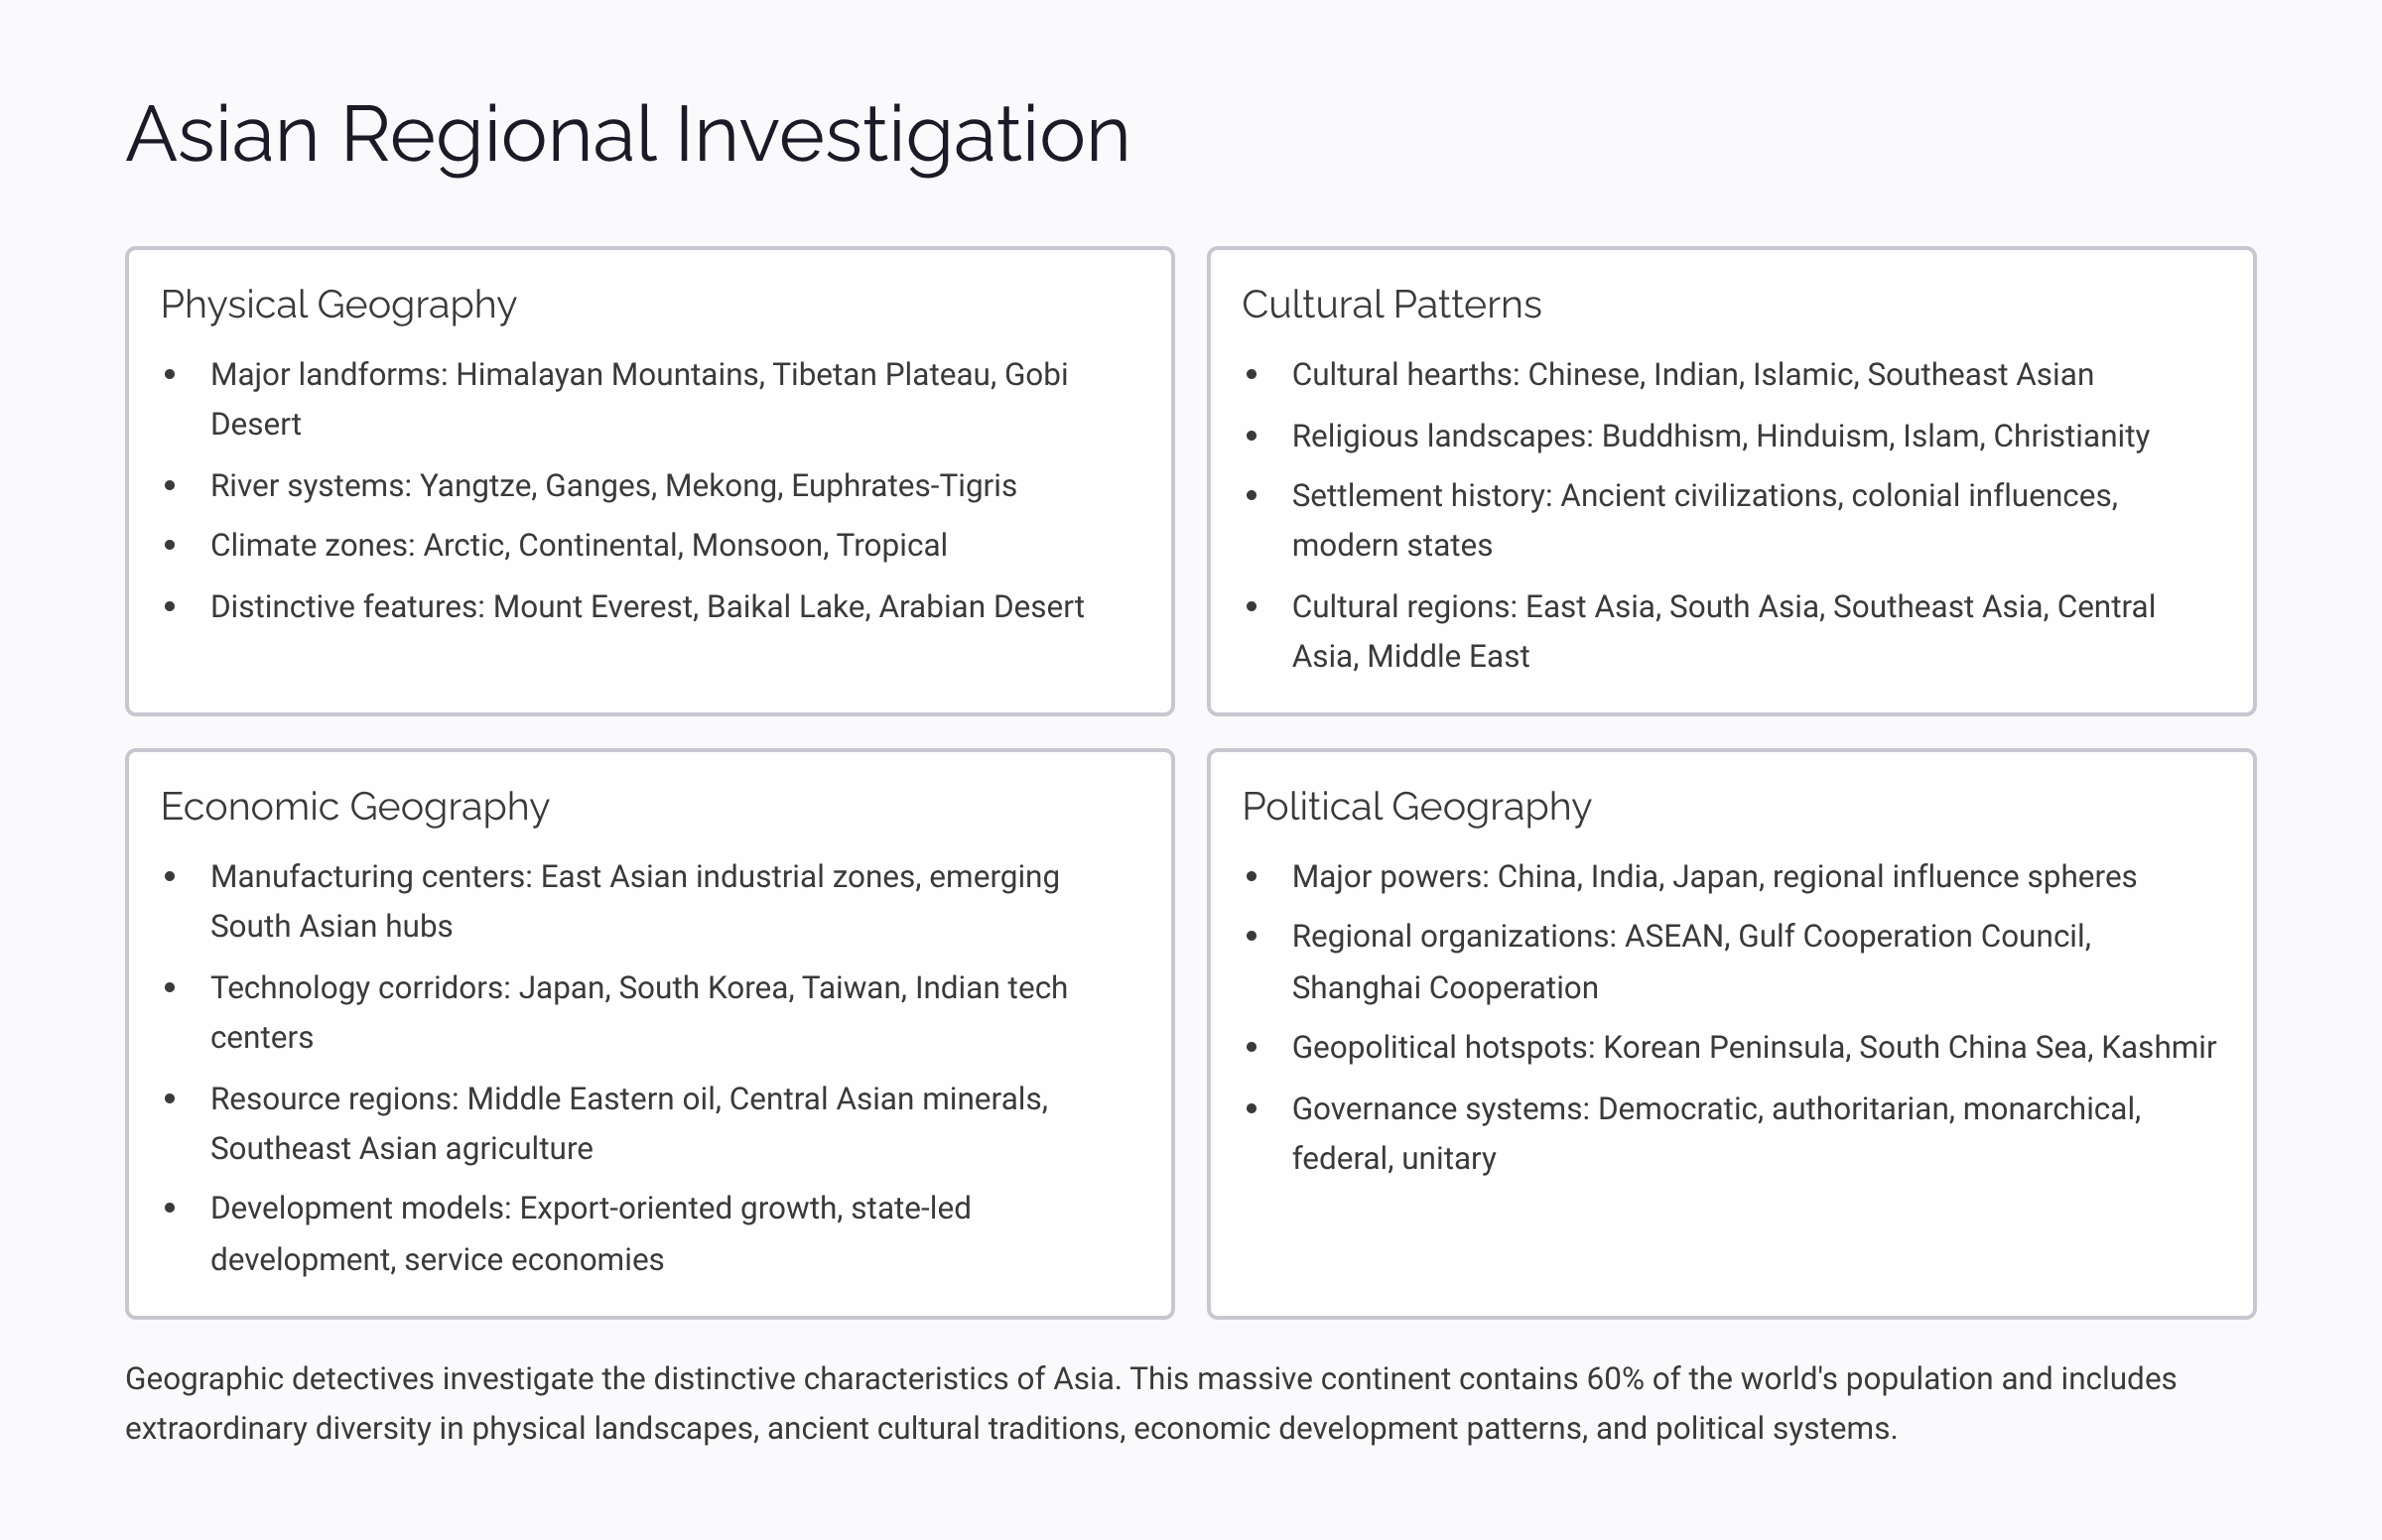 Asian Regional Investigation
Physical Geography
• Major landforms: Himalayan Mountains, Tibetan Plateau, Gobi
Desert
• River systems: Yangtze, Ganges, Mekong, Euphrates-Tigris
• Climate zones: Arctic, Continental, Monsoon, Tropical
• Distinctive features: Mount Everest, Baikal Lake, Arabian Desert
Cultural Patterns
• Cultural hearths: Chinese, Indian, Islamic, Southeast Asian
• Religious landscapes: Buddhism, Hinduism, Islam, Christianity
• Settlement history: Ancient civilizations, colonial influences,
modern states
• Cultural regions: East Asia, South Asia, Southeast Asia, Central
Asia, Middle East
Economic Geography
• Manufacturing centers: East Asian industrial zones, emerging
South Asian hubs
• Technology corridors: Japan, South Korea, Taiwan, Indian tech
centers
• Resource regions: Middle Eastern oil, Central Asian minerals,
Southeast Asian agriculture
• Development models: Export-oriented growth, state-led
development, service economies
Political Geography
• Major powers: China, India, Japan, regional influence spheres
• Regional organizations: ASEAN, Gulf Cooperation Council,
Shanghai Cooperation
• Geopolitical hotspots: Korean Peninsula, South China Sea, Kashmir
• Governance systems: Democratic, authoritarian, monarchical,
federal, unitary
Geographic detectives investigate the distinctive characteristics of Asia. This massive continent contains 60% of the world's population and includes
extraordinary diversity in physical landscapes, ancient cultural traditions, economic development patterns, and political systems.